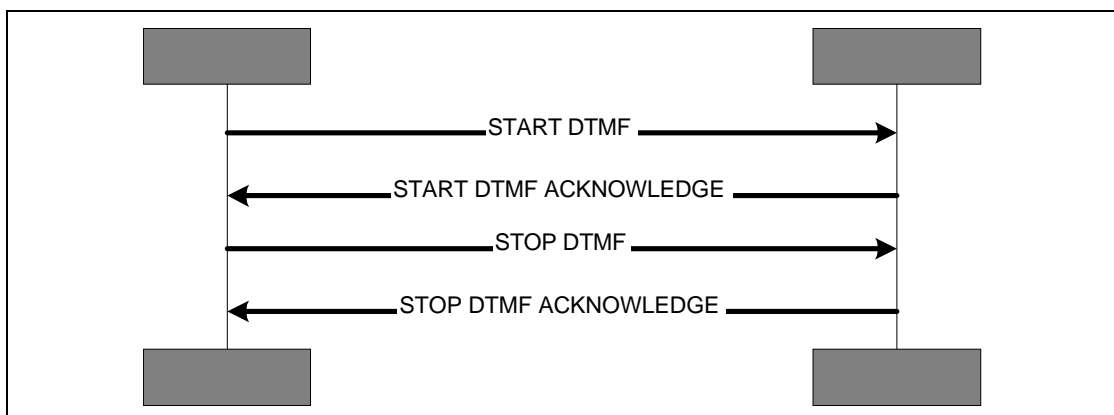 START DTMF
START DTMF ACKNOWLEDGE
STOP DTMF
STOP DTMF ACKNOWLEDGE